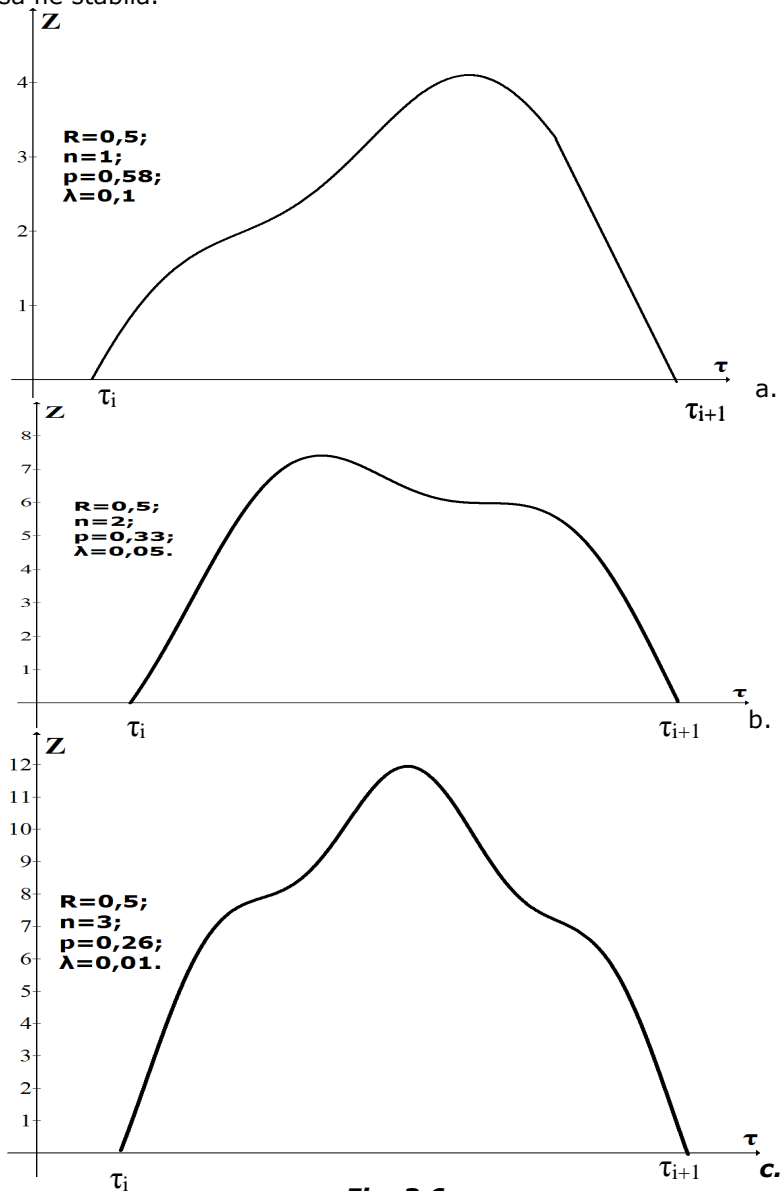 să fie stabilă.
Z
4
R=0,5;
3
n=1;
p=0,58;
λ=0,1
2
1
τ
τi
τi+1
a.
Z
8
7
6
R=0,5;
n=2;
5
p=0,33;
λ=0,05.
4
3
2
1
τ
τi
τi+1
b.
Z
12
11
10
9
8
R=0,5;
7
n=3;
p=0,26;
6
λ=0,01.
5
4
3
2
1
τ
τi
τi+1
c.